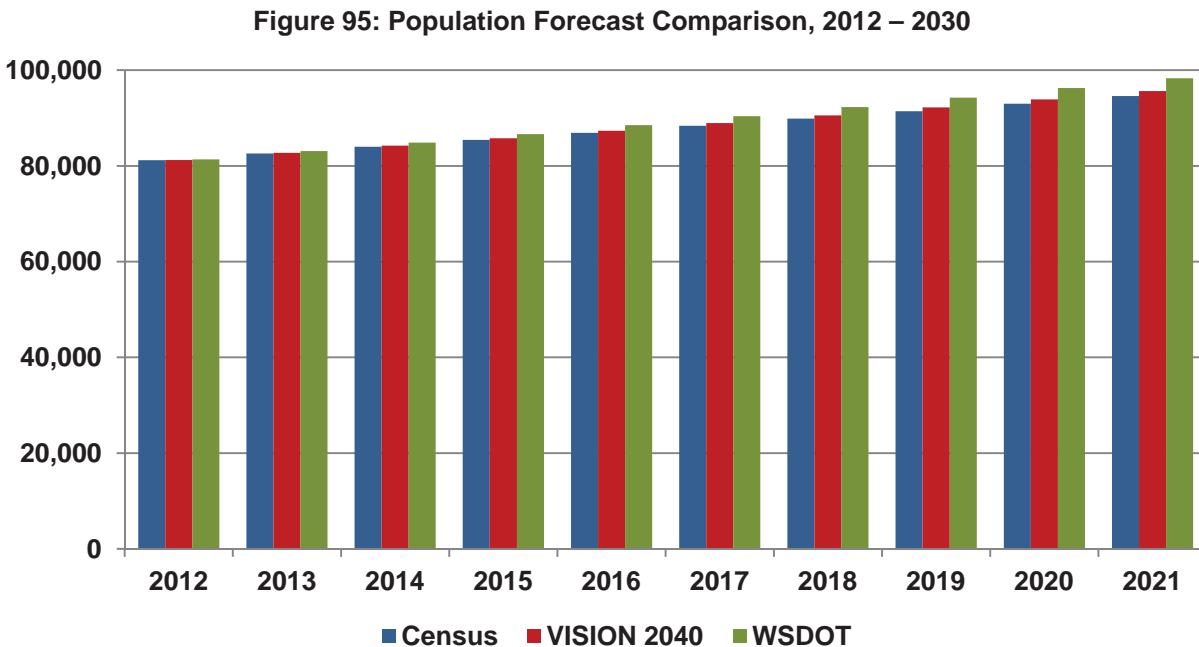 Figure 95: Population Forecast Comparison, 2012 – 2030
100,000
80,000
60,000
40,000
20,000
0
2012 2013 2014 2015 2016 2017 2018 2019 2020 2021
Census VISION 2040 WSDOT